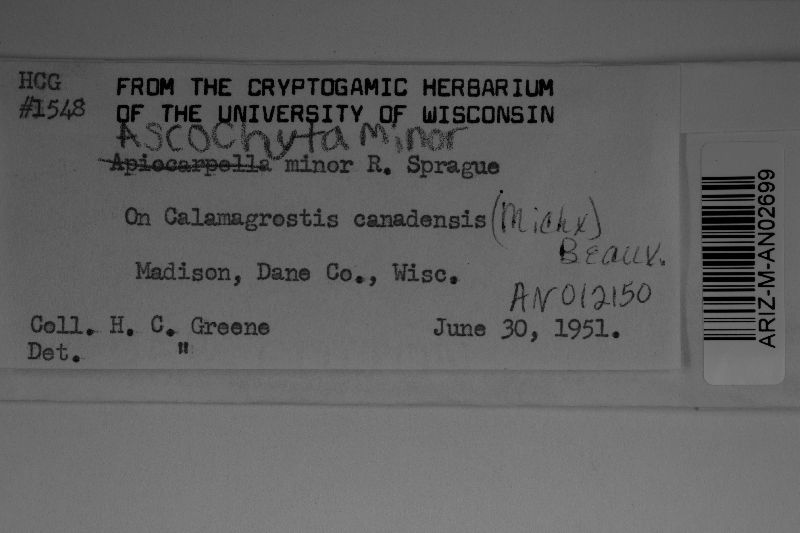 HCG
#1548
FROM THE CRYPTOGAMIC HERBARIUM
OF THE UNIVERSITY OF WISCONSIN
Ascochyta minor
Apiocarpella minor R. Sprague
On Calamagrostis canadensis (Michx)
Beauv.
Madison, Dane Co., Wisc.
AN012150
Coll. H. C. Greene June 30, 1951.
Det. "
ARIZ-M-AN02699